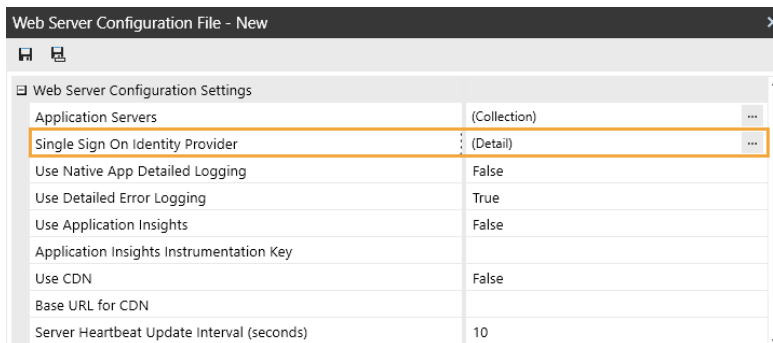 Web Server Configuration File - New
Web Server Configuration Settings
Application Servers (Collection) ...
Single Sign On Identity Provider (Detail) ...
Use Native App Detailed Logging False
Use Detailed Error Logging True
Use Application Insights False
Application Insights Instrumentation Key
Use CDN False
Base URL for CDN
Server Heartbeat Update Interval (seconds) 10